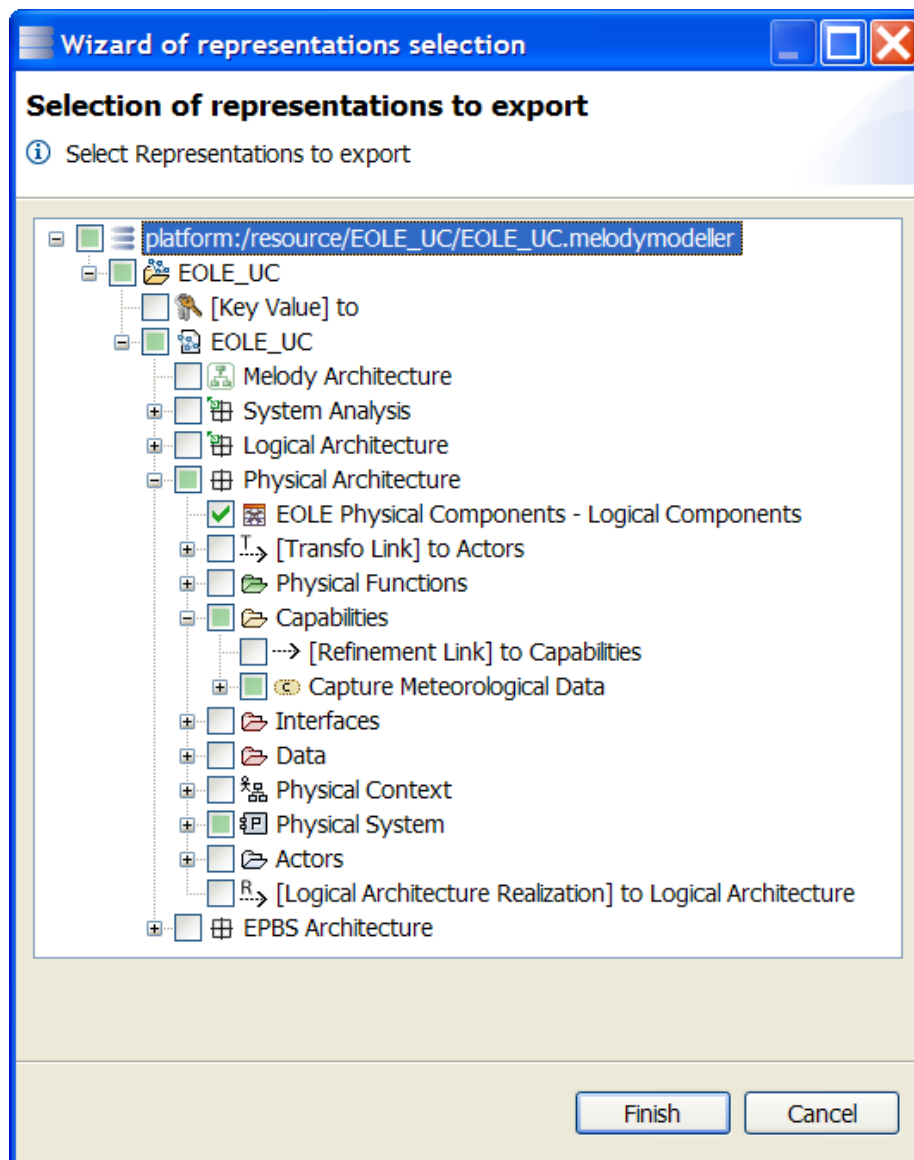 Wizard of representations selection
Selection of representations to export
Select Representations to export
platform:/resource/EOLE_UC/EOLE_UC.melodymodeller
EOLE_UC
[Key Value] to
EOLE_UC
Melody Architecture
System Analysis
Logical Architecture
Physical Architecture
EOLE Physical Components - Logical Components
[Transfo Link] to Actors
Physical Functions
Capabilities
[Refinement Link] to Capabilities
Capture Meteorological Data
Interfaces
Data
Physical Context
Physical System
Actors
[Logical Architecture Realization] to Logical Architecture
EPBS Architecture
Finish Cancel